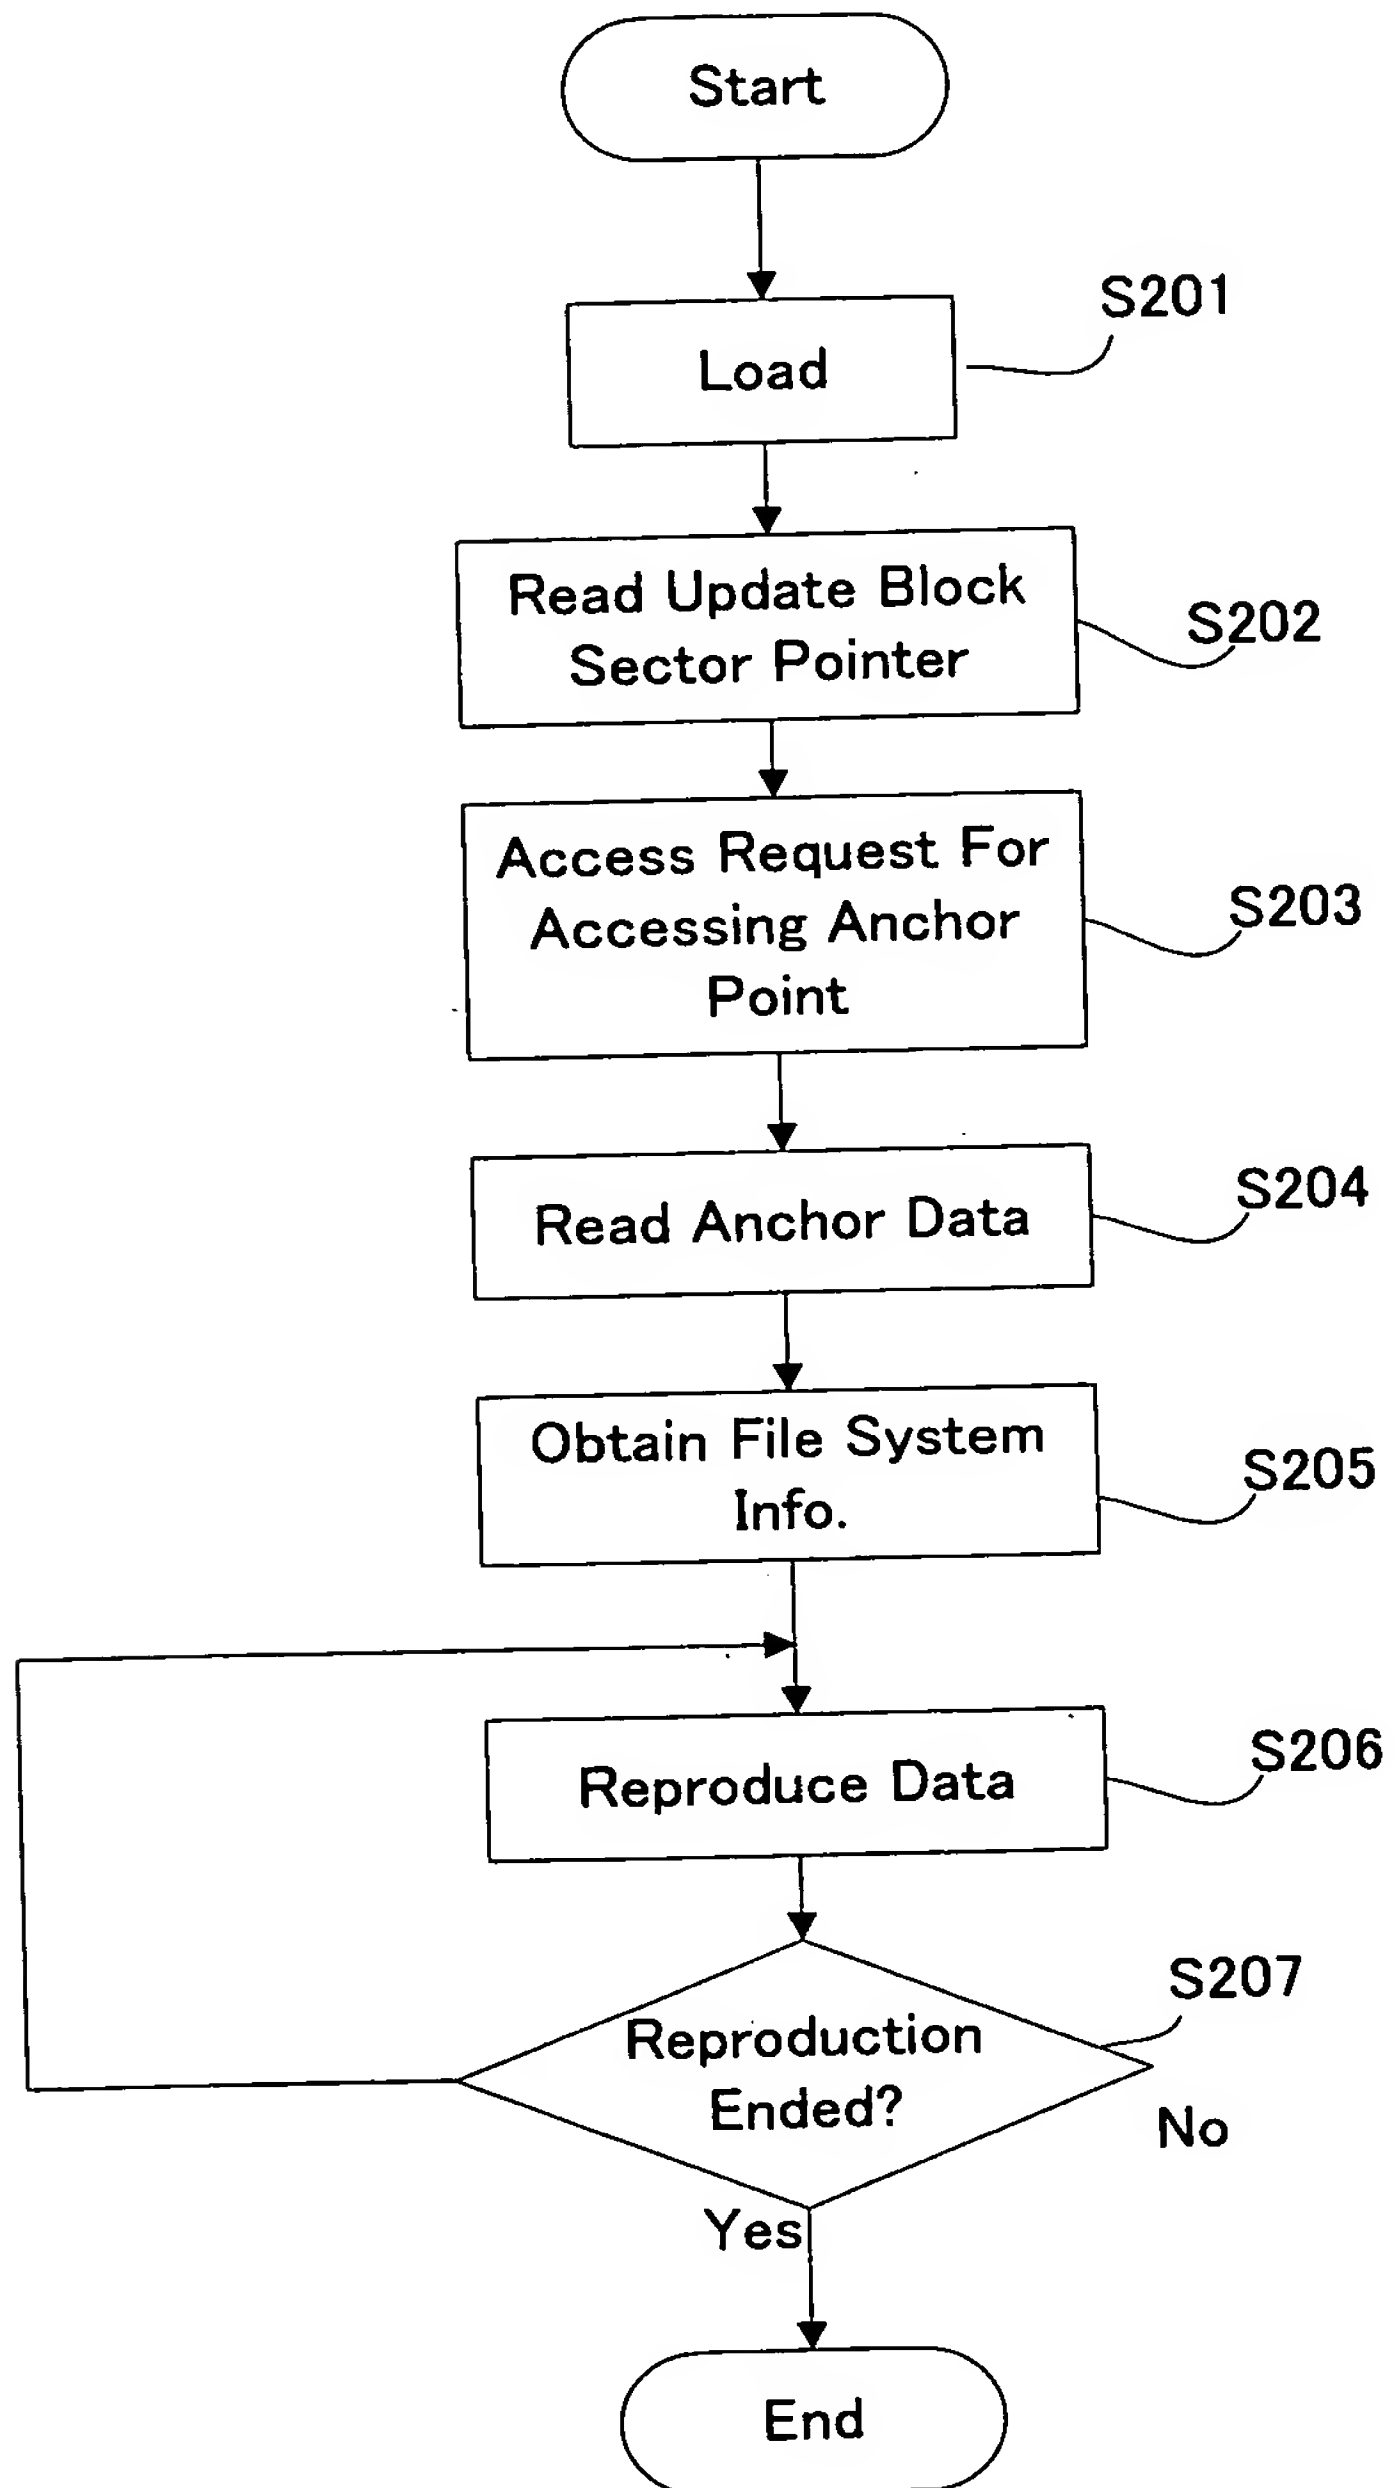 Start
Load
S201
Read Update Block
Sector Pointer
S202
Access Request For
Accessing Anchor
Point
S203
Read Anchor Data
S204
Obtain File System
Info.
S205
Reproduce Data
S206
Reproduction
Ended?
S207
No
Yes
End